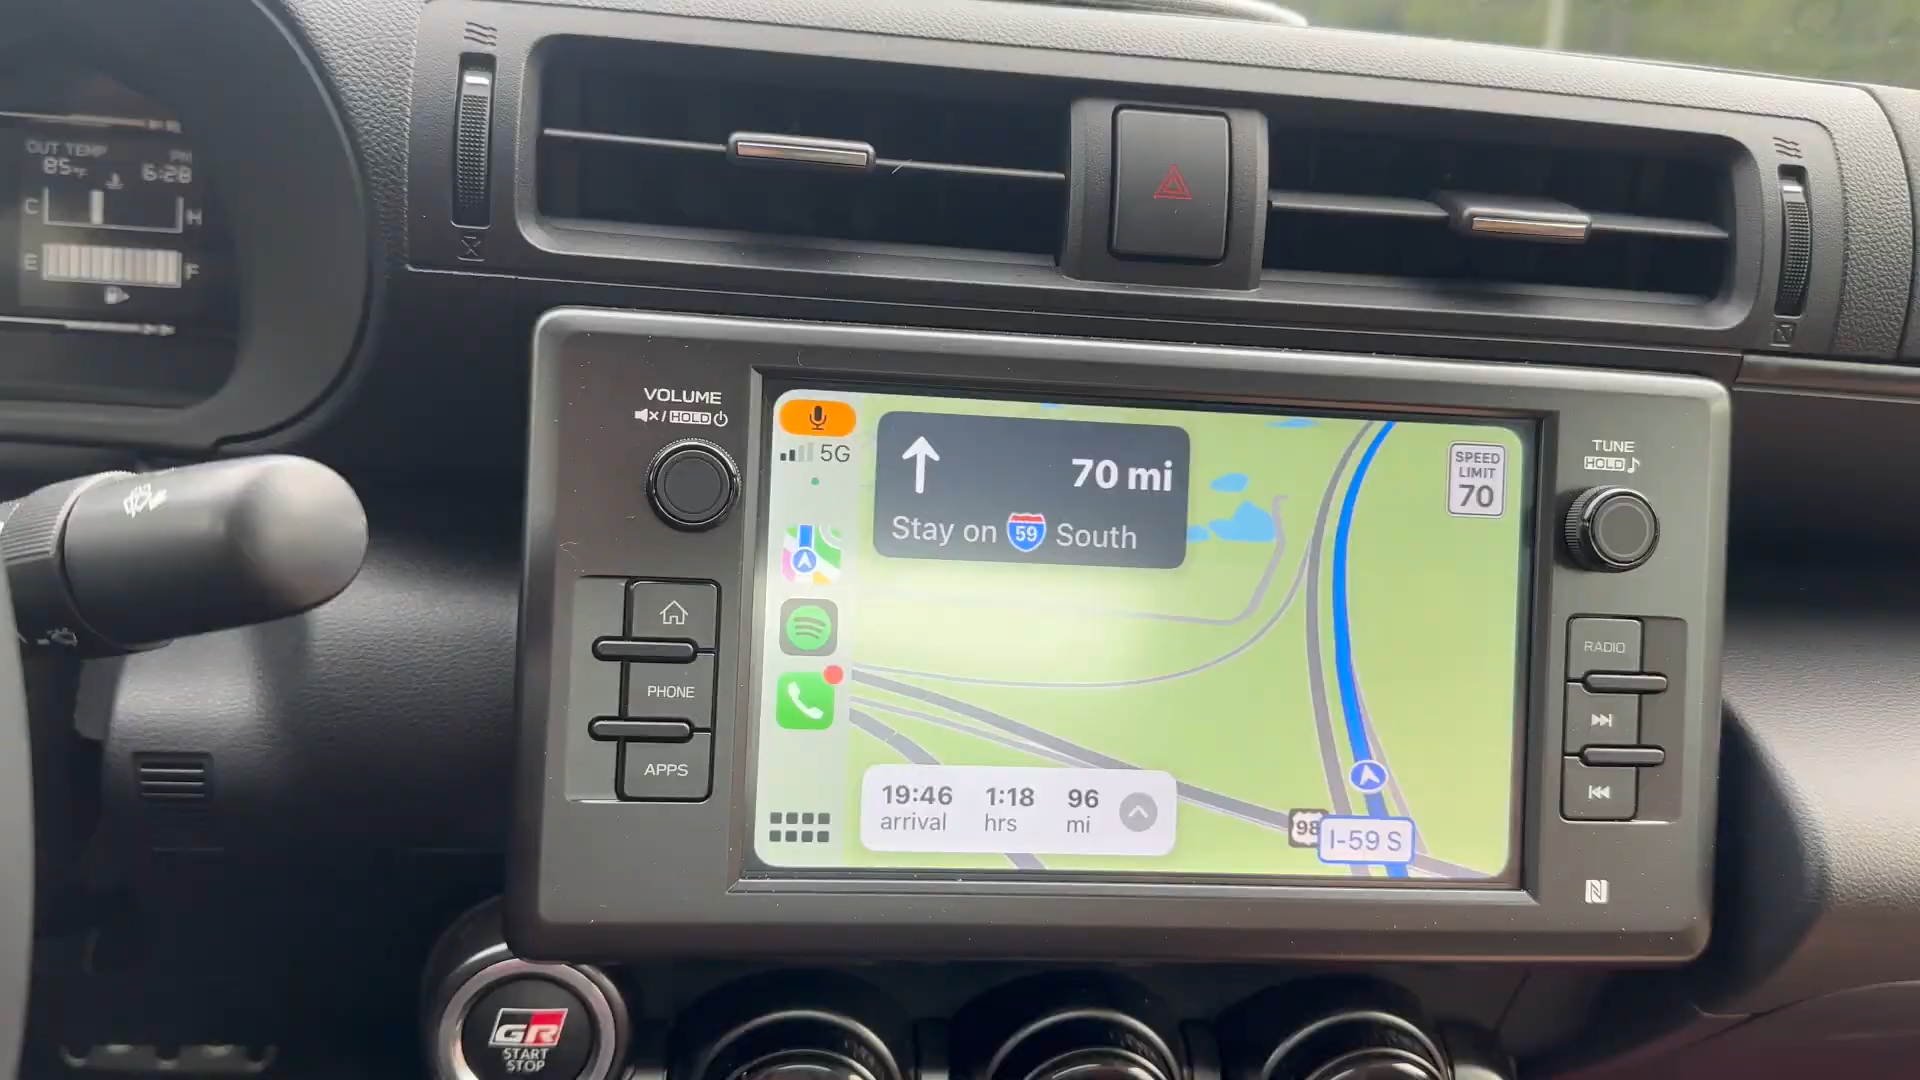 OUT TEMP PM
85°F 6:28
C H
E F
VOLUME
/ HOLD
TUNE
HOLD
5G
70 mi
Stay on 59 South
SPEED
LIMIT
70
PHONE
APPS
RADIO
19:46 1:18 96
arrival hrs mi
98
I-59 S
GR
START
STOP